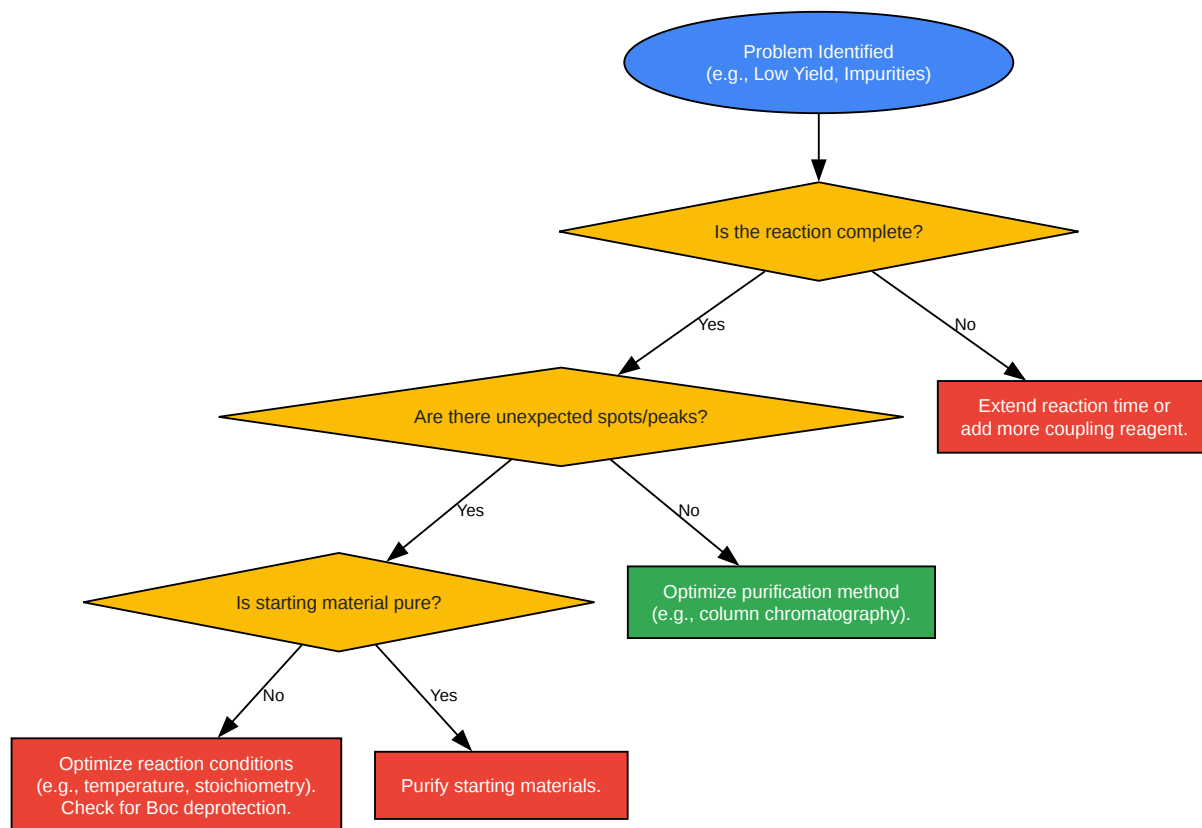 Problem Identified
(e.g., Low Yield, Impurities)
Is the reaction complete?
Yes
No
Extend reaction time or
add more coupling reagent.
Are there unexpected spots/peaks?
Yes
No
Optimize purification method
(e.g., column chromatography).
Is starting material pure?
No
Yes
Optimize reaction conditions
(e.g., temperature, stoichiometry).
Check for Boc deprotection.
Purify starting materials.